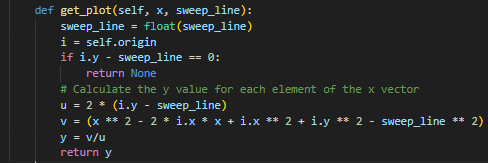 def get_plot(self, x, sweep_line):
    sweep_line = float(sweep_line)
    i = self.origin
    if i.y - sweep_line == 0:
        return None
    # Calculate the y value for each element of the x vector
    u = 2 * (i.y - sweep_line)
    v = (x ** 2 - 2 * i.x * x + i.x ** 2 + i.y ** 2 - sweep_line ** 2)
    y = v/u
    return y